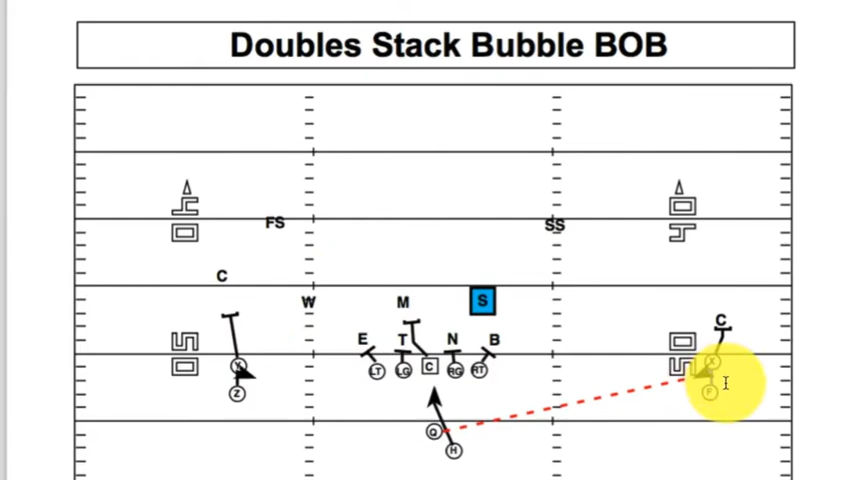 Doubles Stack Bubble BOB
FS SS
C
W M S
C
E T N B
Y X
LT LG C RG RT
Z F
Q
H